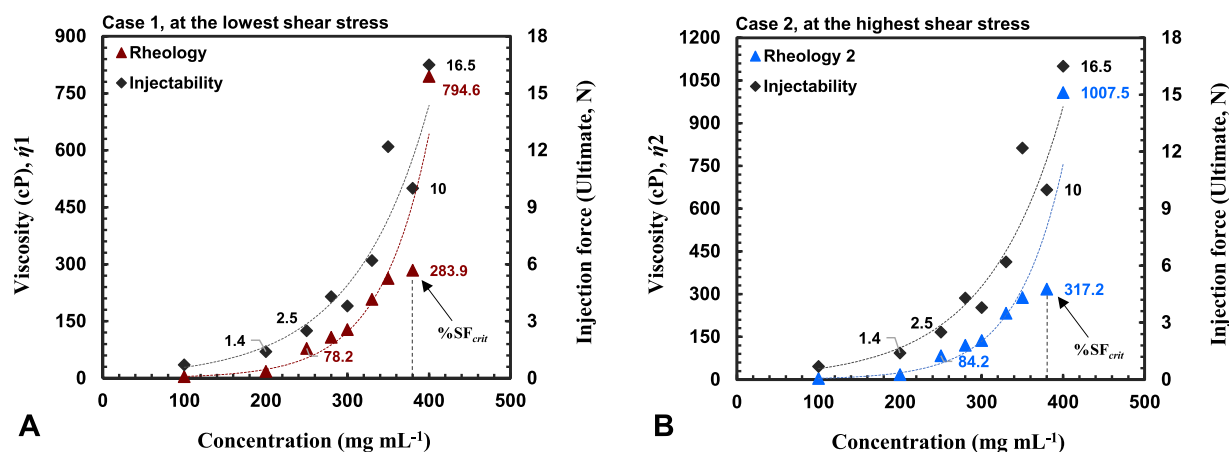 Case 1, at the lowest shear stress
900
750
600
450
300
150
0
Viscosity (cP), ή1
Rheology
Injectability
16.5
794.6
10
283.9
%SFcrit
2.5
1.4
78.2
18
15
12
9
6
3
0
Injection force (Ultimate, N)
0 100 200 300 400 500
Concentration (mg mL⁻¹)
A
Case 2, at the highest shear stress
1200
1050
900
750
600
450
300
150
0
Viscosity (cP), ή2
Rheology 2
Injectability
16.5
1007.5
10
317.2
%SFcrit
2.5
1.4
84.2
18
15
12
9
6
3
0
Injection force (Ultimate, N)
0 100 200 300 400 500
Concentration (mg mL⁻¹)
B